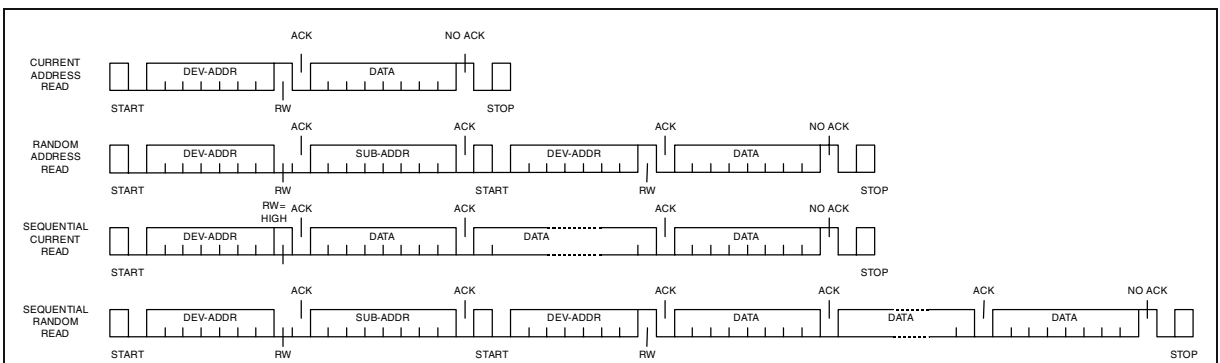 ACK NO ACK
CURRENT
ADDRESS
READ
DEV-ADDR DATA
START RW STOP
ACK ACK ACK NO ACK
RANDOM
ADDRESS
READ
DEV-ADDR SUB-ADDR DEV-ADDR DATA
START RW START RW STOP
RW=
HIGH
ACK ACK ACK NO ACK
SEQUENTIAL
CURRENT
READ
DEV-ADDR DATA DATA DATA
START STOP
ACK ACK ACK ACK ACK NO ACK
SEQUENTIAL
RANDOM
READ
DEV-ADDR SUB-ADDR DEV-ADDR DATA DATA DATA
START RW START RW STOP